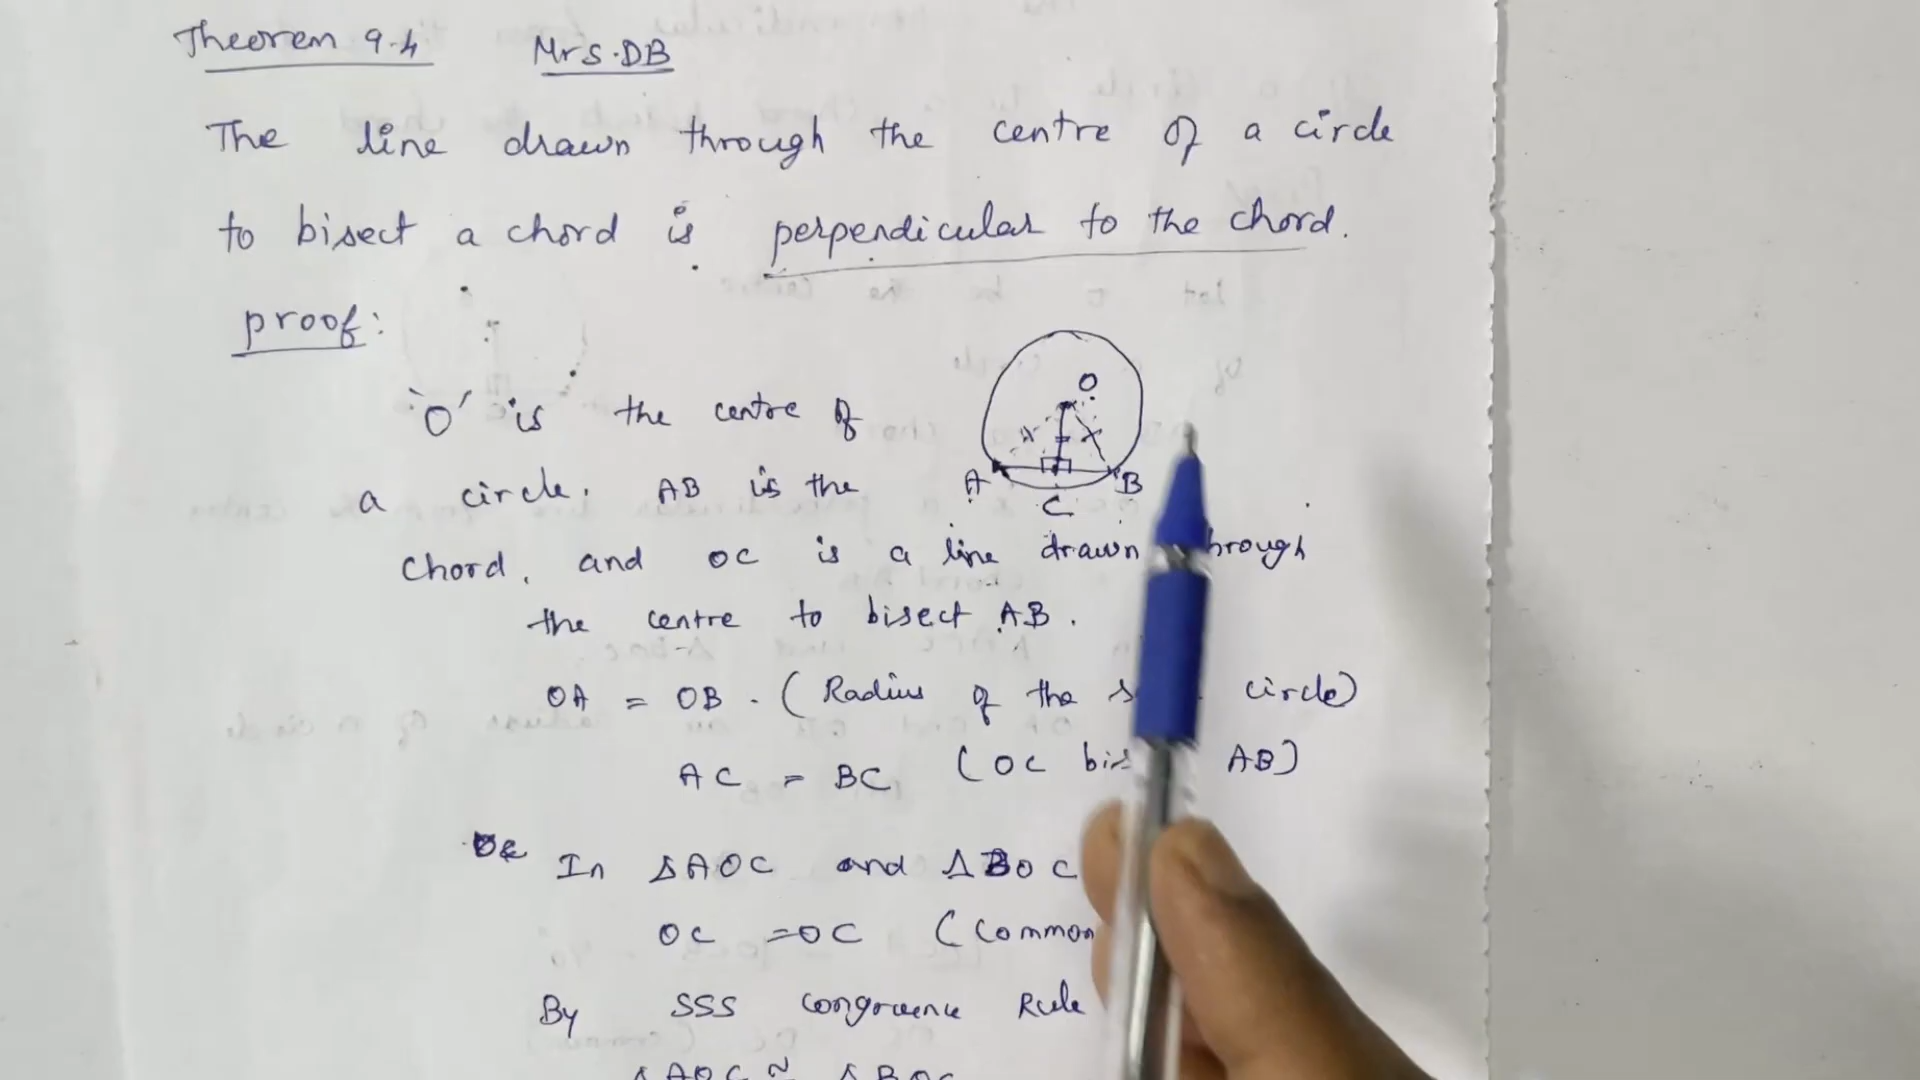 Theorem 9.4 Mrs.DB
The line drawn through the centre of a circle
to bisect a chord is perpendicular to the chord.
proof:
'O' is the centre of
a circle. AB is the
chord, and OC is a line drawn through
the centre to bisect AB.
O
A B
C
OA = OB. (Radius of the circle)
AC = BC (OC AB)
In ΔAOC and ΔBOC
OC = OC (Common
By SSS congruence Rule
ΔAOC ≅ ΔBOC